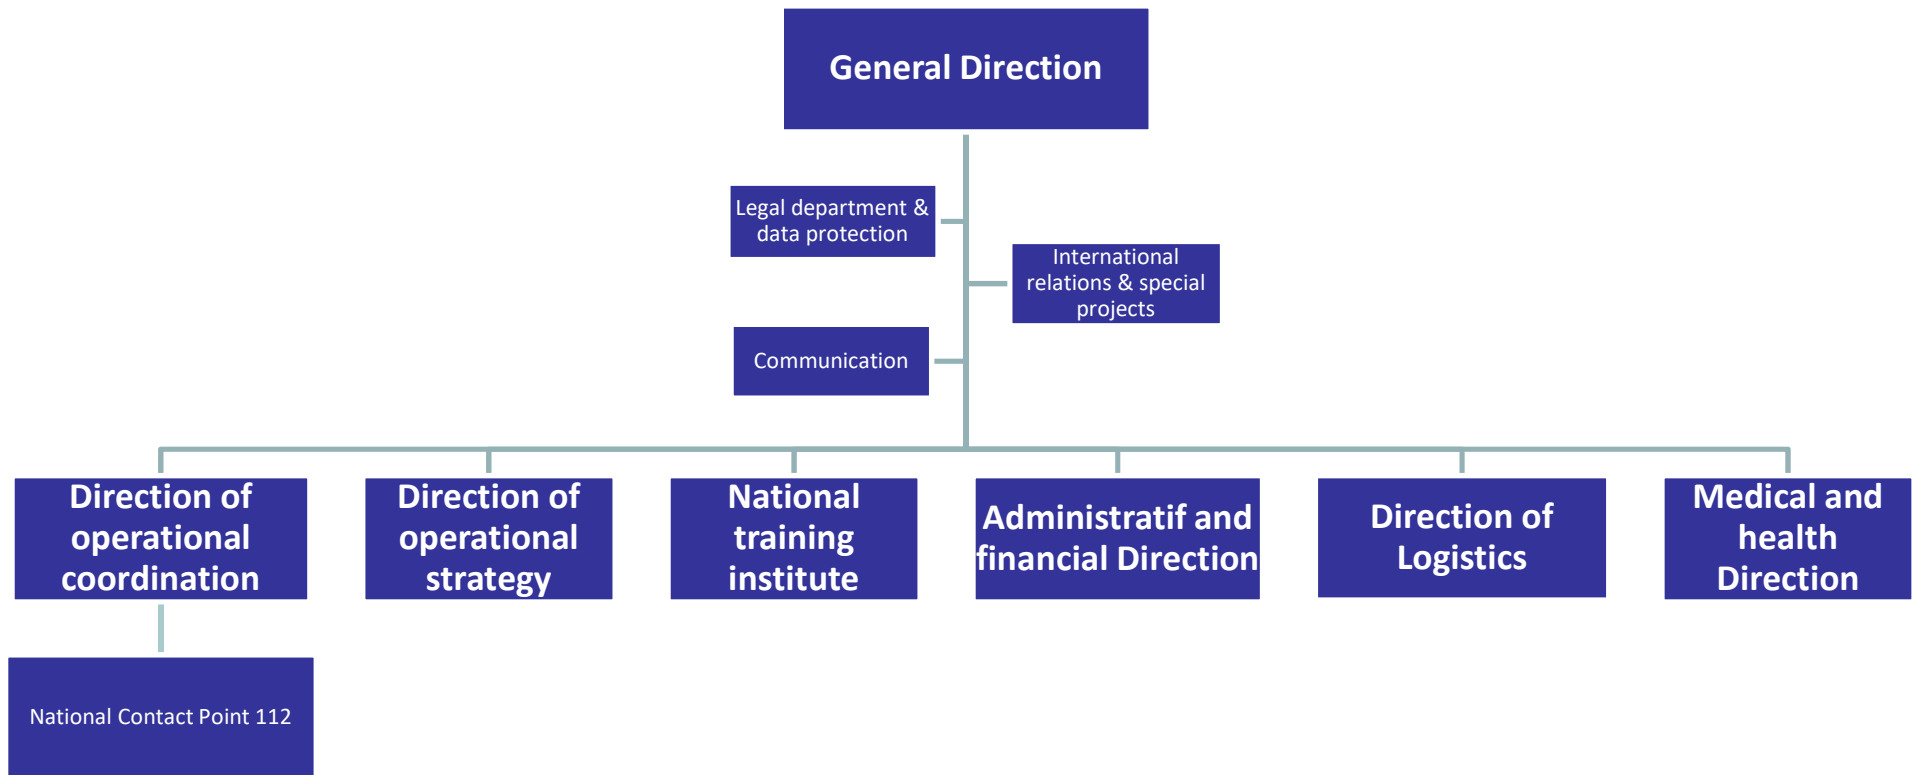 General Direction
Legal department &
data protection
International
relations & special
projects
Communication
Direction of
operational
coordination
Direction of
operational
strategy
National
training
institute
Administratif and
financial Direction
Direction of
Logistics
Medical and
health
Direction
National Contact Point 112